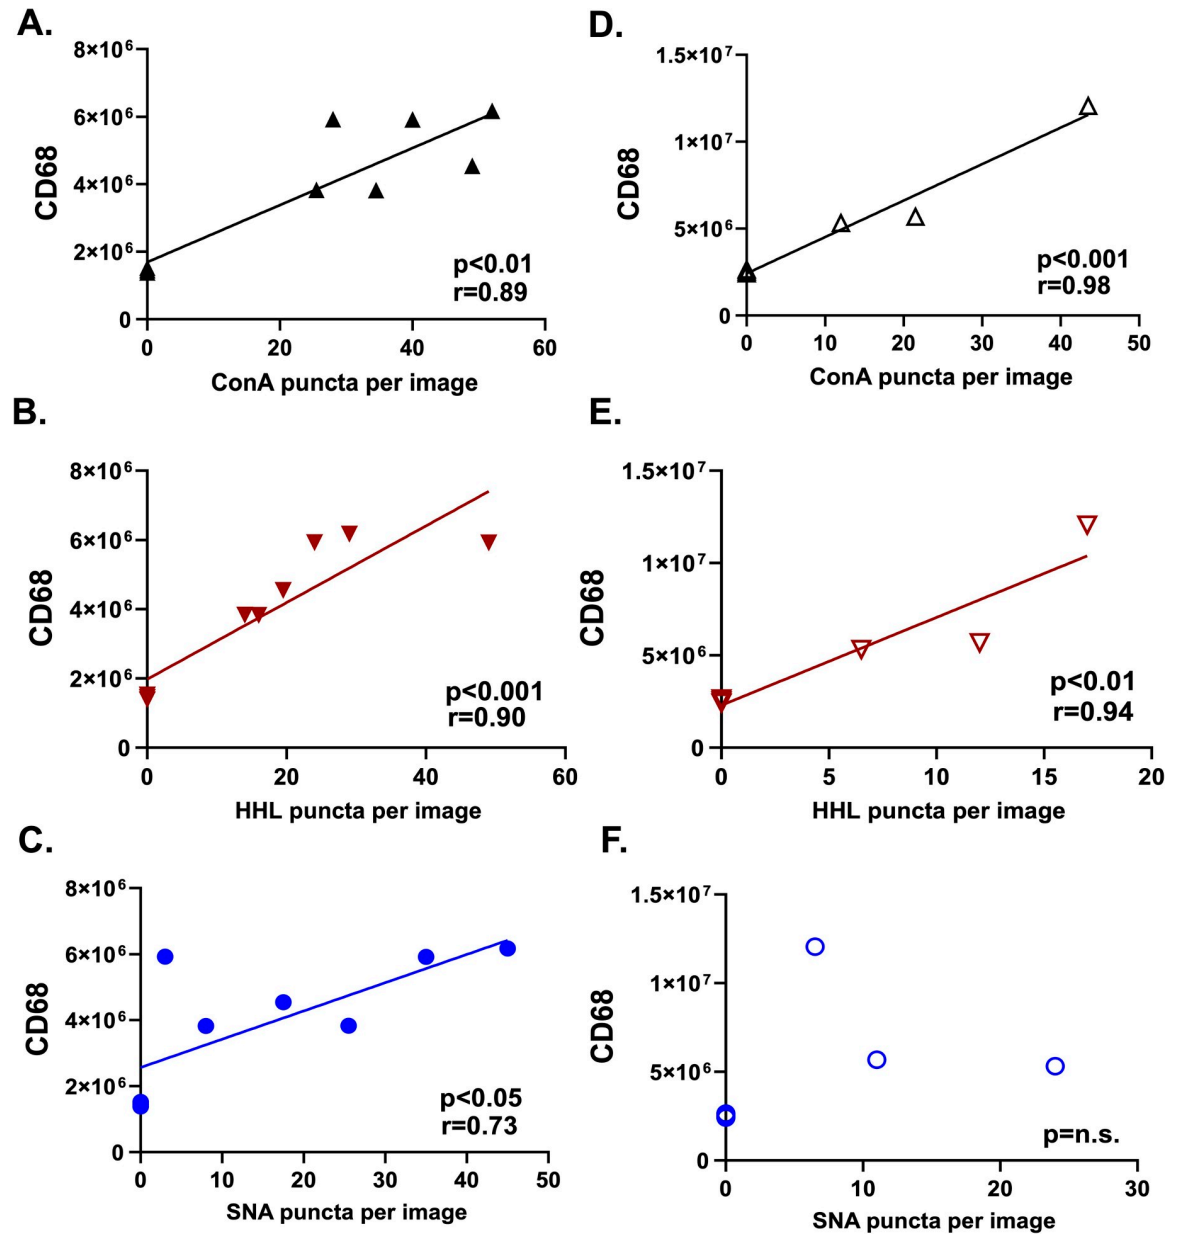 A.
8×10⁶
6×10⁶
4×10⁶
2×10⁶
0
CD68
p<0.01
r=0.89
0 20 40 60
ConA puncta per image
D.
1.5×10⁷
1×10⁷
5×10⁶
0
CD68
p<0.001
r=0.98
0 10 20 30 40 50
ConA puncta per image
B.
8×10⁶
6×10⁶
4×10⁶
2×10⁶
0
CD68
p<0.001
r=0.90
0 20 40 60
HHL puncta per image
E.
1.5×10⁷
1×10⁷
5×10⁶
0
CD68
p<0.01
r=0.94
0 5 10 15 20
HHL puncta per image
C.
8×10⁶
6×10⁶
4×10⁶
2×10⁶
0
CD68
p<0.05
r=0.73
0 10 20 30 40 50
SNA puncta per image
F.
1.5×10⁷
1×10⁷
5×10⁶
0
CD68
p=n.s.
0 10 20 30
SNA puncta per image